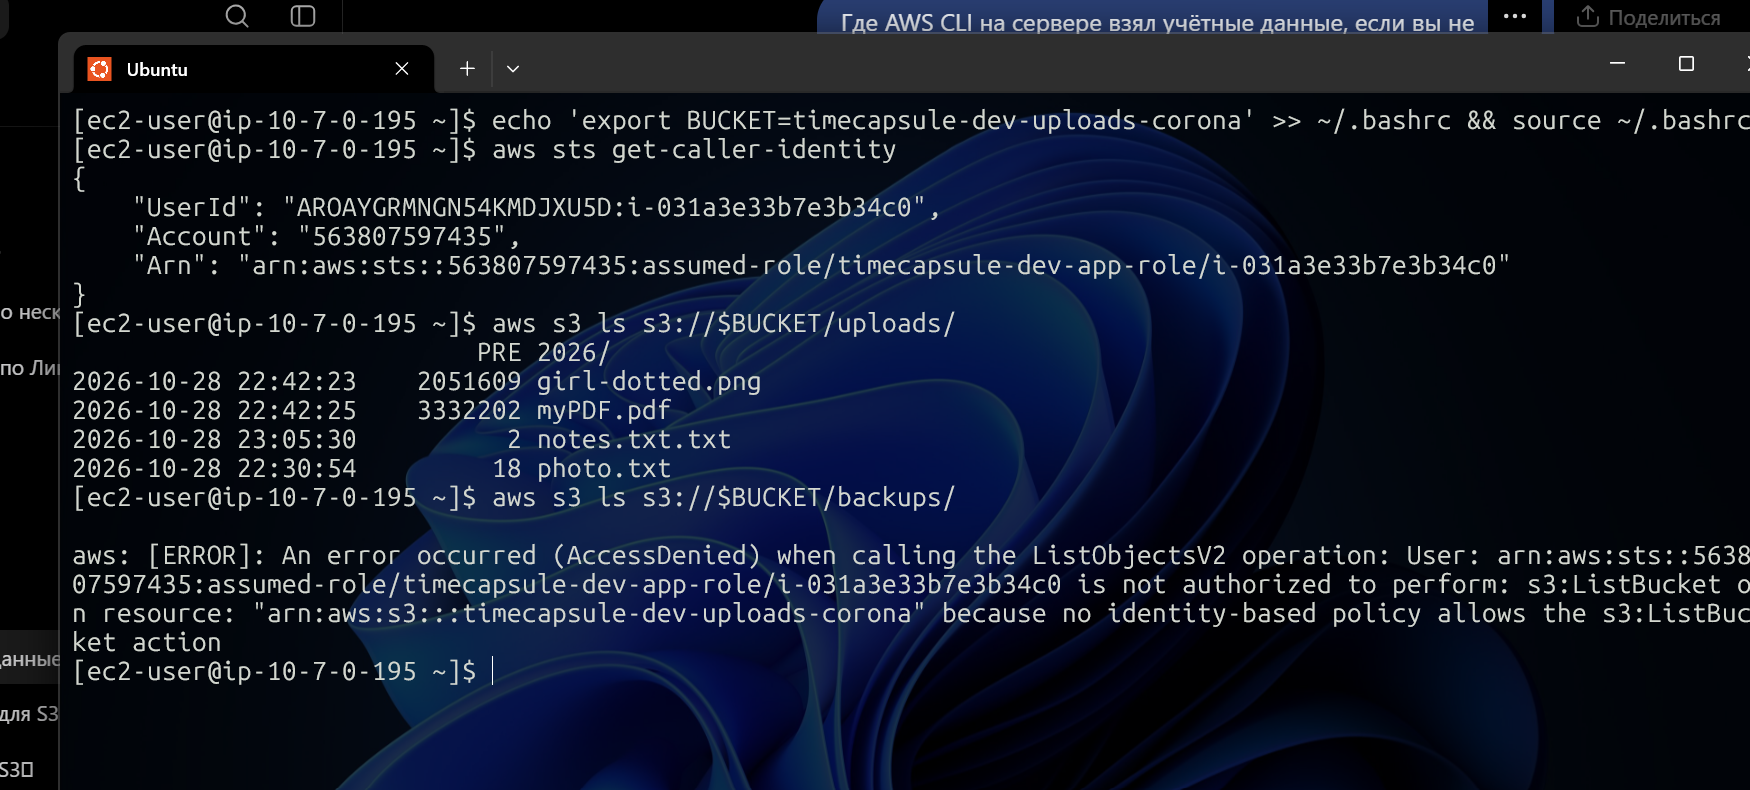 Где AWS CLI на сервере взял учётные данные, если вы не
Поделиться
Ubuntu
[ec2-user@ip-10-7-0-195 ~]$ echo 'export BUCKET=timecapsule-dev-uploads-corona' >> ~/.bashrc && source ~/.bashrc
[ec2-user@ip-10-7-0-195 ~]$ aws sts get-caller-identity
{
    "UserId": "AROAYGRMNGN54KMDJXU5D:i-031a3e33b7e3b34c0",
    "Account": "563807597435",
    "Arn": "arn:aws:sts::563807597435:assumed-role/timecapsule-dev-app-role/i-031a3e33b7e3b34c0"
}
[ec2-user@ip-10-7-0-195 ~]$ aws s3 ls s3://$BUCKET/uploads/
                           PRE 2026/
2026-10-28 22:42:23    2051609 girl-dotted.png
2026-10-28 22:42:25    3332202 myPDF.pdf
2026-10-28 23:05:30          2 notes.txt.txt
2026-10-28 22:30:54         18 photo.txt
[ec2-user@ip-10-7-0-195 ~]$ aws s3 ls s3://$BUCKET/backups/
aws: [ERROR]: An error occurred (AccessDenied) when calling the ListObjectsV2 operation: User: arn:aws:sts::5638
07597435:assumed-role/timecapsule-dev-app-role/i-031a3e33b7e3b34c0 is not authorized to perform: s3:ListBucket o
n resource: "arn:aws:s3:::timecapsule-dev-uploads-corona" because no identity-based policy allows the s3:ListBuc
ket action
[ec2-user@ip-10-7-0-195 ~]$
о неск
по Ли
данные
для S3
S3